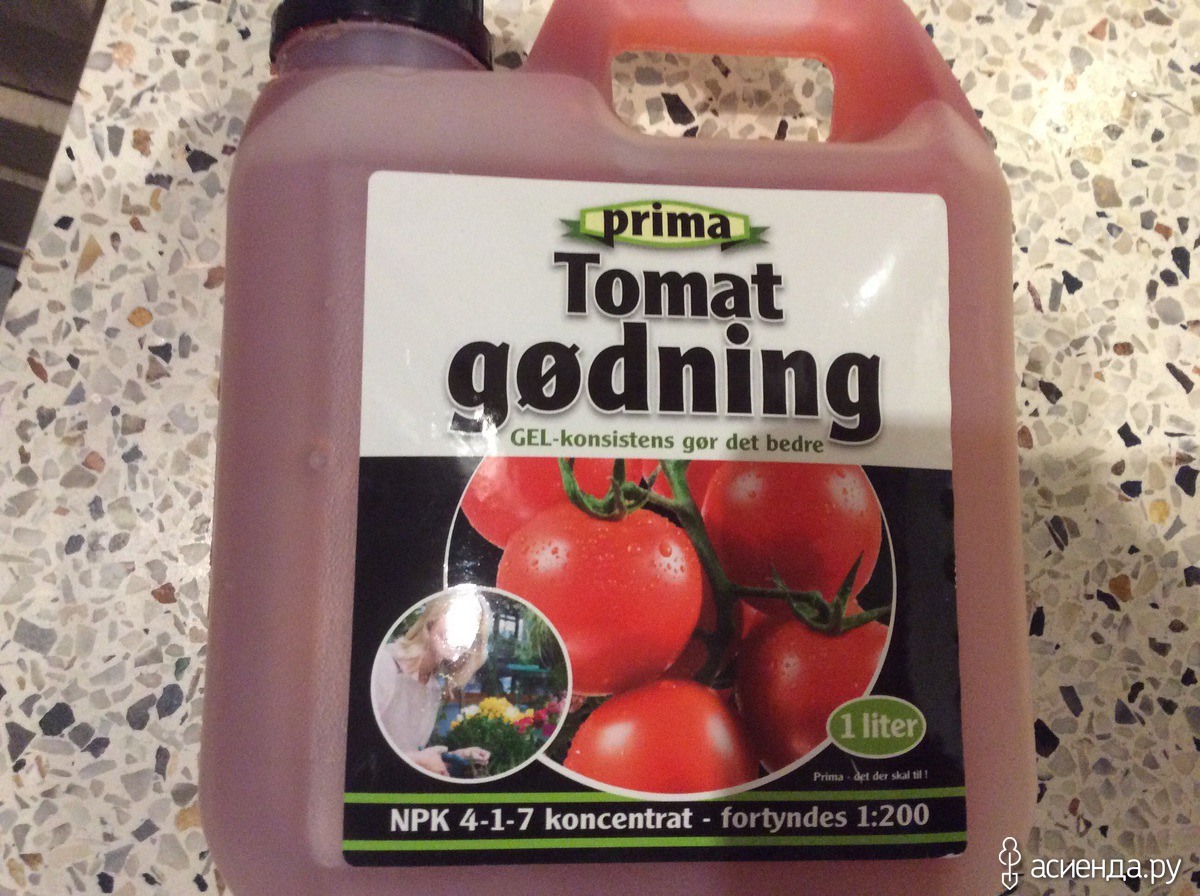 prima
Tomat
gødning
GEL-konsistens gør det bedre
1 liter
Prima - det der skal til !
NPK 4-1-7 koncentrat - fortyndes 1:200
асиенда.ру